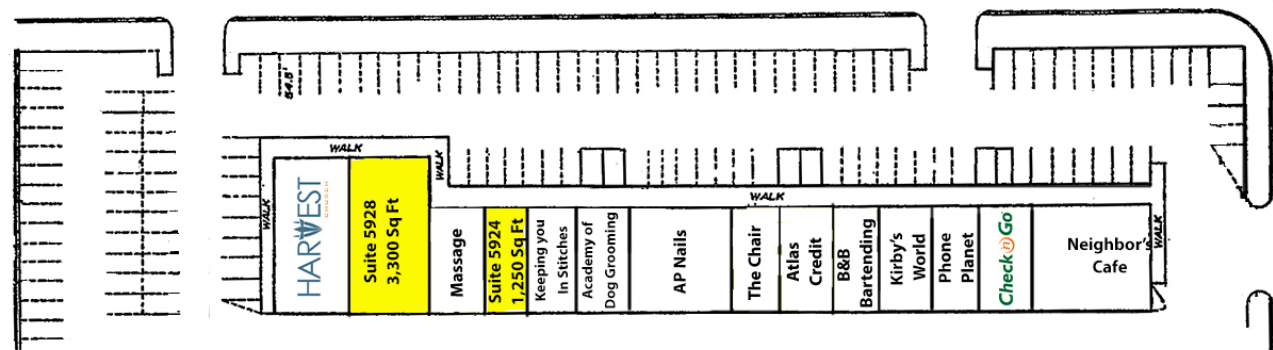 54.5'
WALK
WALK
WALK
WALK
WALK
HARVEST
CHURCH
Suite 5928
3,300 Sq Ft
Massage
Suite 5924
1,250 Sq Ft
Keeping you
In Stitches
Academy of
Dog Grooming
AP Nails
The Chair
Atlas
Credit
B&B
Bartending
Kirby's
World
Phone
Planet
Check n Go
Neighbor's
Cafe